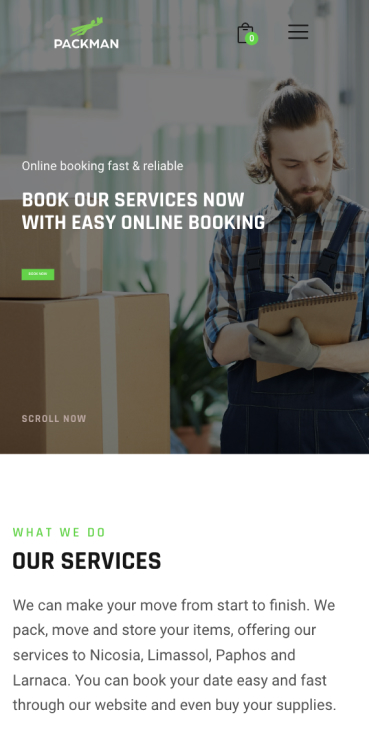 PACKMAN
0
Online booking fast & reliable
BOOK OUR SERVICES NOW
WITH EASY ONLINE BOOKING
BOOK NOW
SCROLL NOW
WHAT WE DO
OUR SERVICES
We can make your move from start to finish. We
pack, move and store your items, offering our
services to Nicosia, Limassol, Paphos and
Larnaca. You can book your date easy and fast
through our website and even buy your supplies.